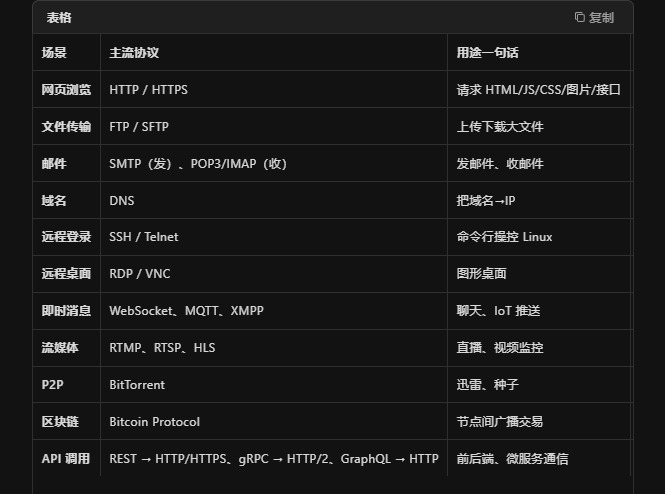 表格 复制
场景 主流协议 用途一句话
网页浏览 HTTP / HTTPS 请求 HTML/JS/CSS/图片/接口
文件传输 FTP / SFTP 上传下载大文件
邮件 SMTP（发）、POP3/IMAP（收） 发邮件、收邮件
域名 DNS 把域名→IP
远程登录 SSH / Telnet 命令行操控 Linux
远程桌面 RDP / VNC 图形桌面
即时消息 WebSocket、MQTT、XMPP 聊天、IoT 推送
流媒体 RTMP、RTSP、HLS 直播、视频监控
P2P BitTorrent 迅雷、种子
区块链 Bitcoin Protocol 节点间广播交易
API 调用 REST → HTTP/HTTPS、gRPC → HTTP/2、GraphQL → HTTP 前后端、微服务通信